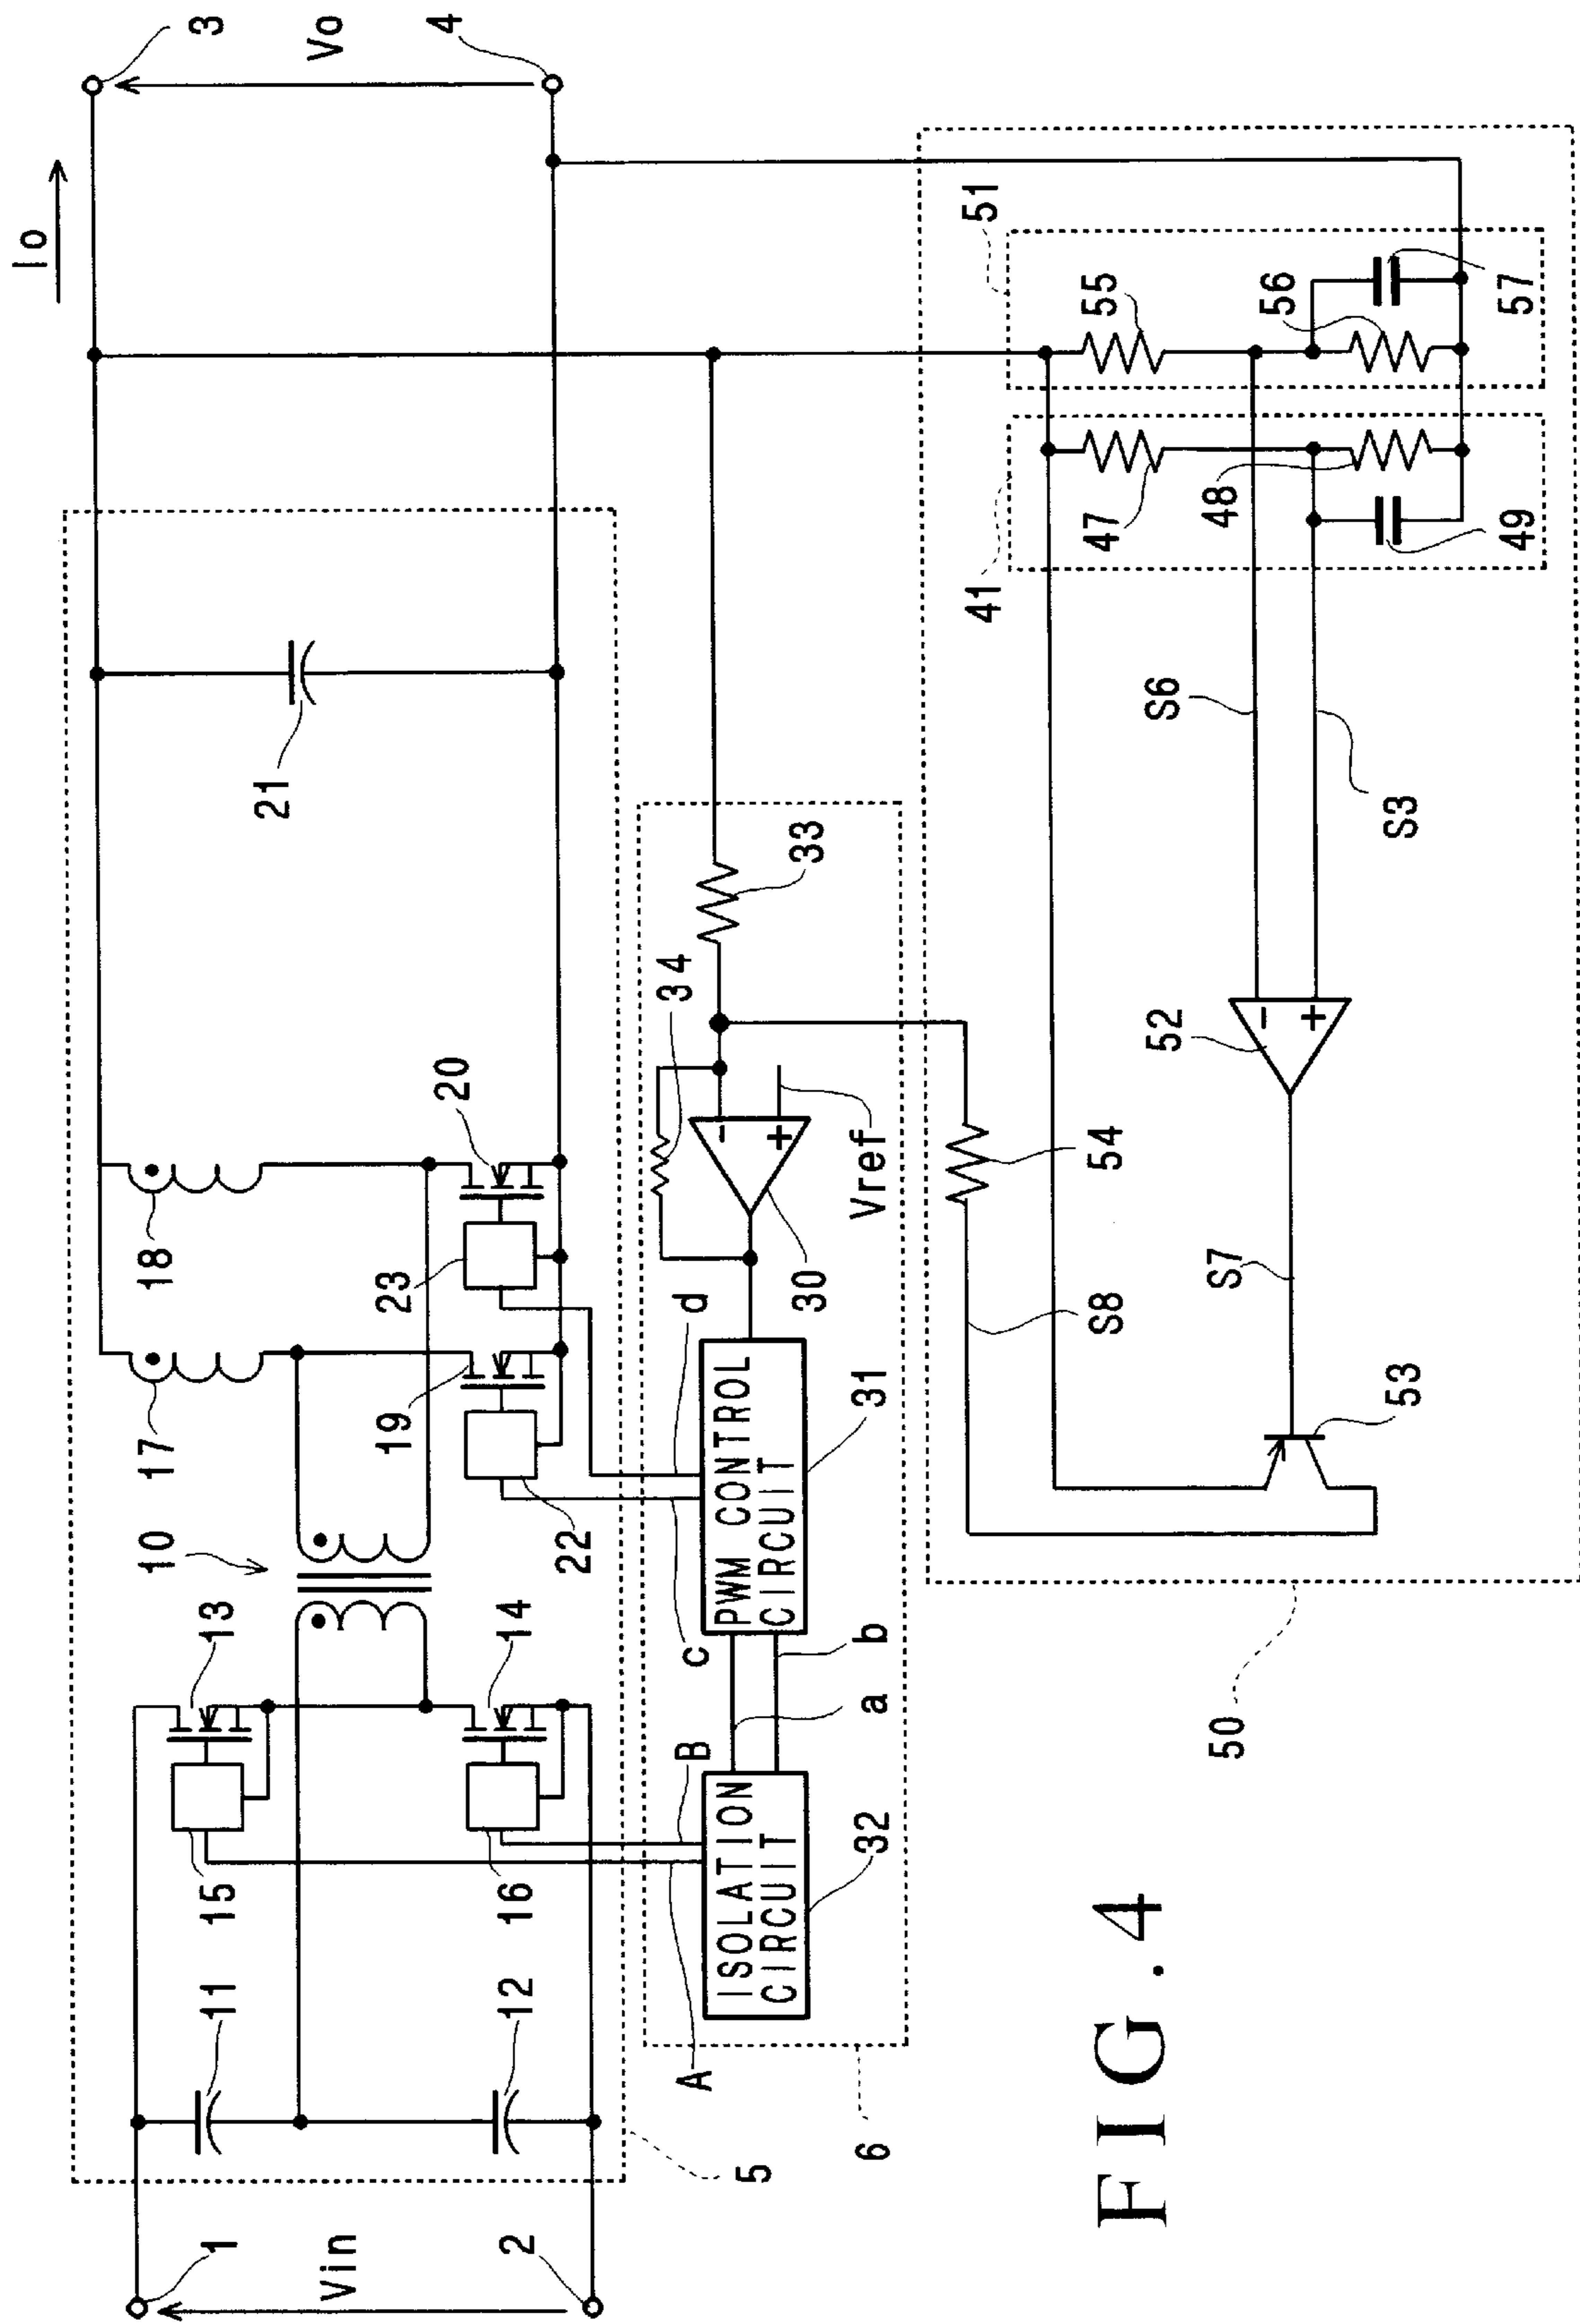 Io
3
Vo
4
1
Vin
2
5
11
12
13
14
15
16
10
17
18
19
20
21
22
23
6
A
B
a
b
c
d
ISOLATION
CIRCUIT
32
PWM CONTROL
CIRCUIT
31
30
Vref
34
33
50
53
54
S8
S7
52
S6
S3
41
47
48
49
51
55
56
57
-
+
-
+
FIG.4